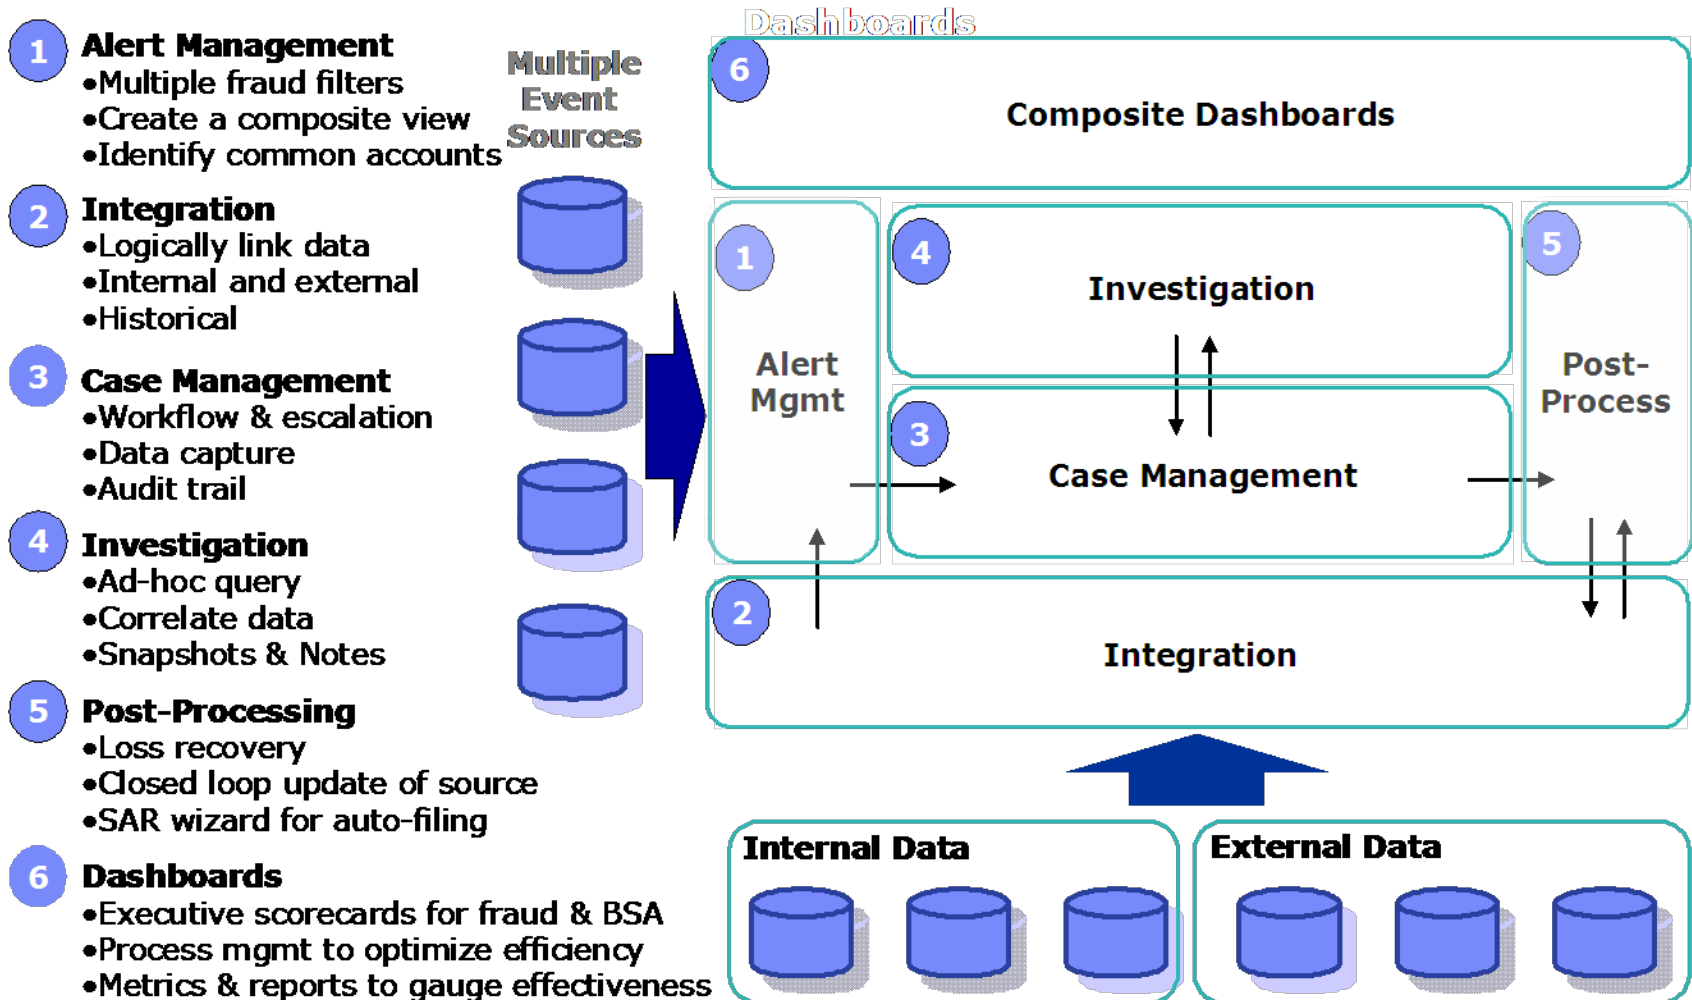 1
Alert Management
•Multiple fraud filters
•Create a composite view
•Identify common accounts
2
Integration
•Logically link data
•Internal and external
•Historical
3
Case Management
•Workflow & escalation
•Data capture
•Audit trail
4
Investigation
•Ad-hoc query
•Correlate data
•Snapshots & Notes
5
Post-Processing
•Loss recovery
•Closed loop update of source
•SAR wizard for auto-filing
6
Dashboards
•Executive scorecards for fraud & BSA
•Process mgmt to optimize efficiency
•Metrics & reports to gauge effectiveness
Multiple
Event
Sources
Dashboards
6
Composite Dashboards
1
Alert
Mgmt
4
Investigation
3
Case Management
5
Post-
Process
2
Integration
Internal Data
External Data